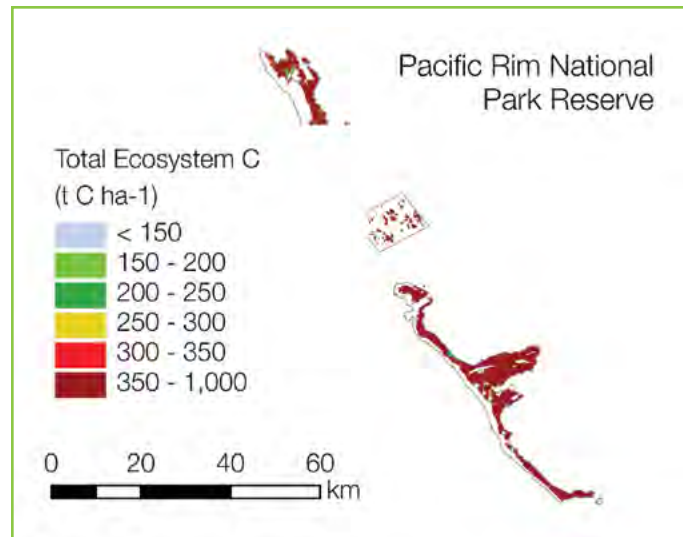 Pacific Rim National
Park Reserve
Total Ecosystem C
(t C ha-1)
< 150
150 - 200
200 - 250
250 - 300
300 - 350
350 - 1,000
0 20 40 60
km